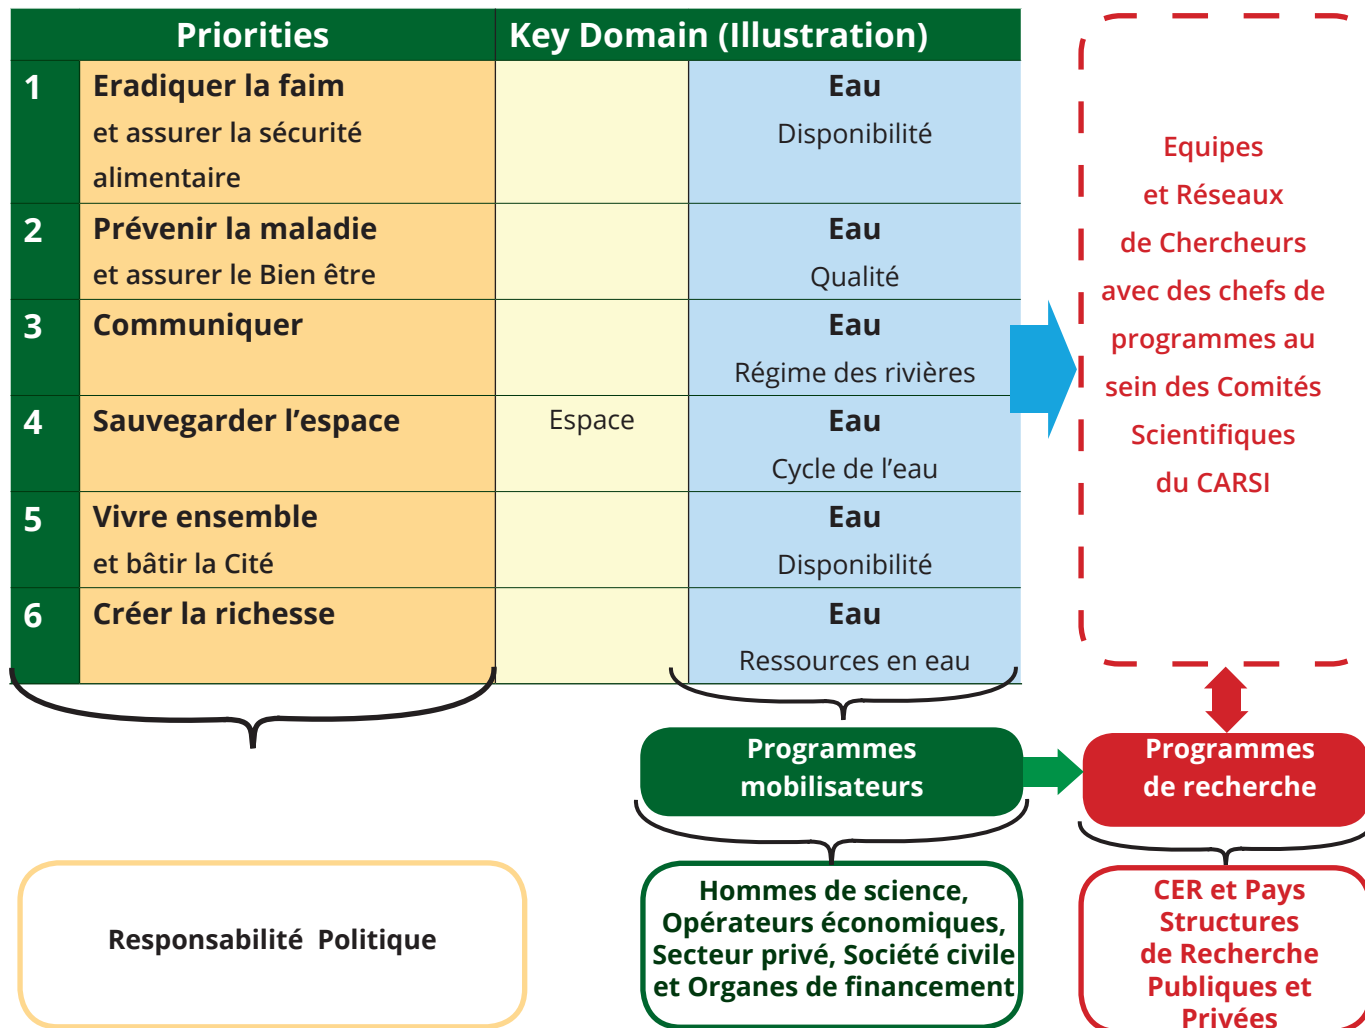 Priorities
Key Domain (Illustration)
1
Eradiquer la faim
et assurer la sécurité
alimentaire
Eau
Disponibilité
2
Prévenir la maladie
et assurer le Bien être
Eau
Qualité
3
Communiquer
Eau
Régime des rivières
4
Sauvegarder l’espace
Espace
Eau
Cycle de l’eau
5
Vivre ensemble
et bâtir la Cité
Eau
Disponibilité
6
Créer la richesse
Eau
Ressources en eau
Equipes
et Réseaux
de Chercheurs
avec des chefs de
programmes au
sein des Comités
Scientifiques
du CARSI
Programmes
mobilisateurs
Programmes
de recherche
Responsabilité Politique
Hommes de science,
Opérateurs économiques,
Secteur privé, Société civile
et Organes de financement
CER et Pays
Structures
de Recherche
Publiques et
Privées